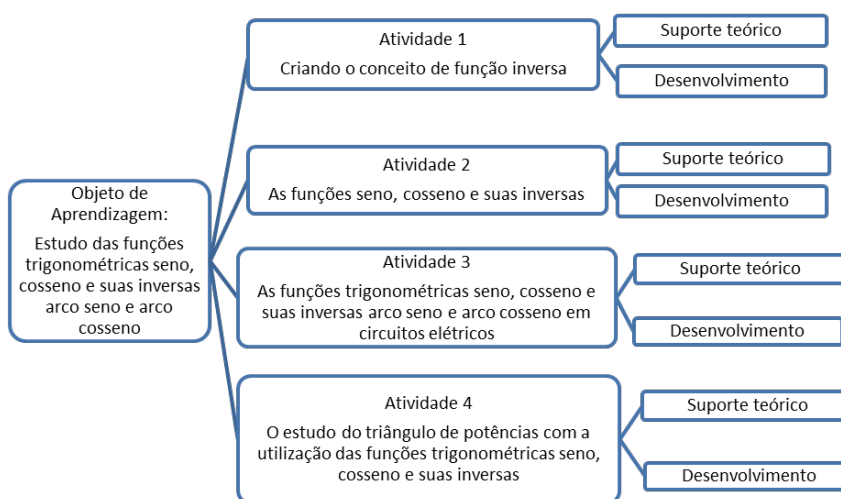 Objeto de
Aprendizagem:
Estudo das funções
trigonométricas seno,
cosseno e suas inversas
arco seno e arco
cosseno
Atividade 1
Criando o conceito de função inversa
Suporte teórico
Desenvolvimento
Atividade 2
As funções seno, cosseno e suas inversas
Suporte teórico
Desenvolvimento
Atividade 3
As funções trigonométricas seno, cosseno e
suas inversas arco seno e arco cosseno em
circuitos elétricos
Suporte teórico
Desenvolvimento
Atividade 4
O estudo do triângulo de potências com a
utilização das funções trigonométricas seno,
cosseno e suas inversas
Suporte teórico
Desenvolvimento